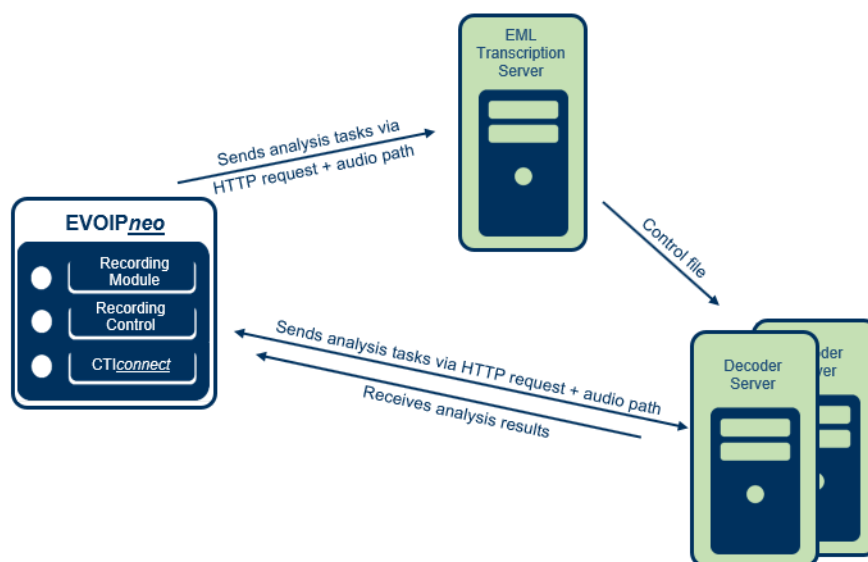 EML
Transcription
Server
Sends analysis tasks via
HTTP request + audio path
EVOIPneo
Recording
Module
Recording
Control
CTIconnect
Control file
Sends analysis tasks via HTTP request + audio path
Receives analysis results
Decoder
Server